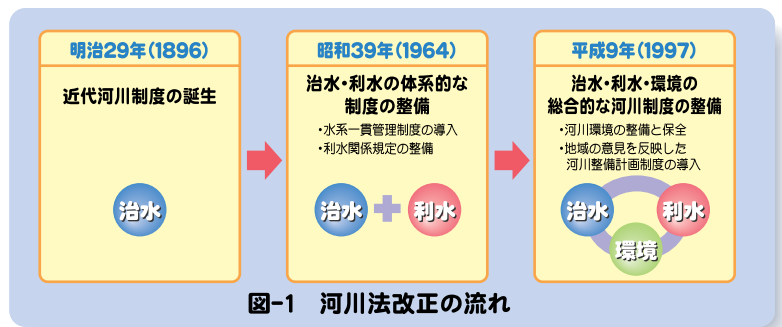 明治29年(1896)
近代河川制度の誕生
治水
昭和39年(1964)
治水・利水の体系的な
制度の整備
・水系一貫管理制度の導入
・利水関係規定の整備
治水
+
利水
平成9年(1997)
治水・利水・環境の
総合的な河川制度の整備
・河川環境の整備と保全
・地域の意見を反映した
河川整備計画制度の導入
治水
利水
環境
図-1 河川法改正の流れ